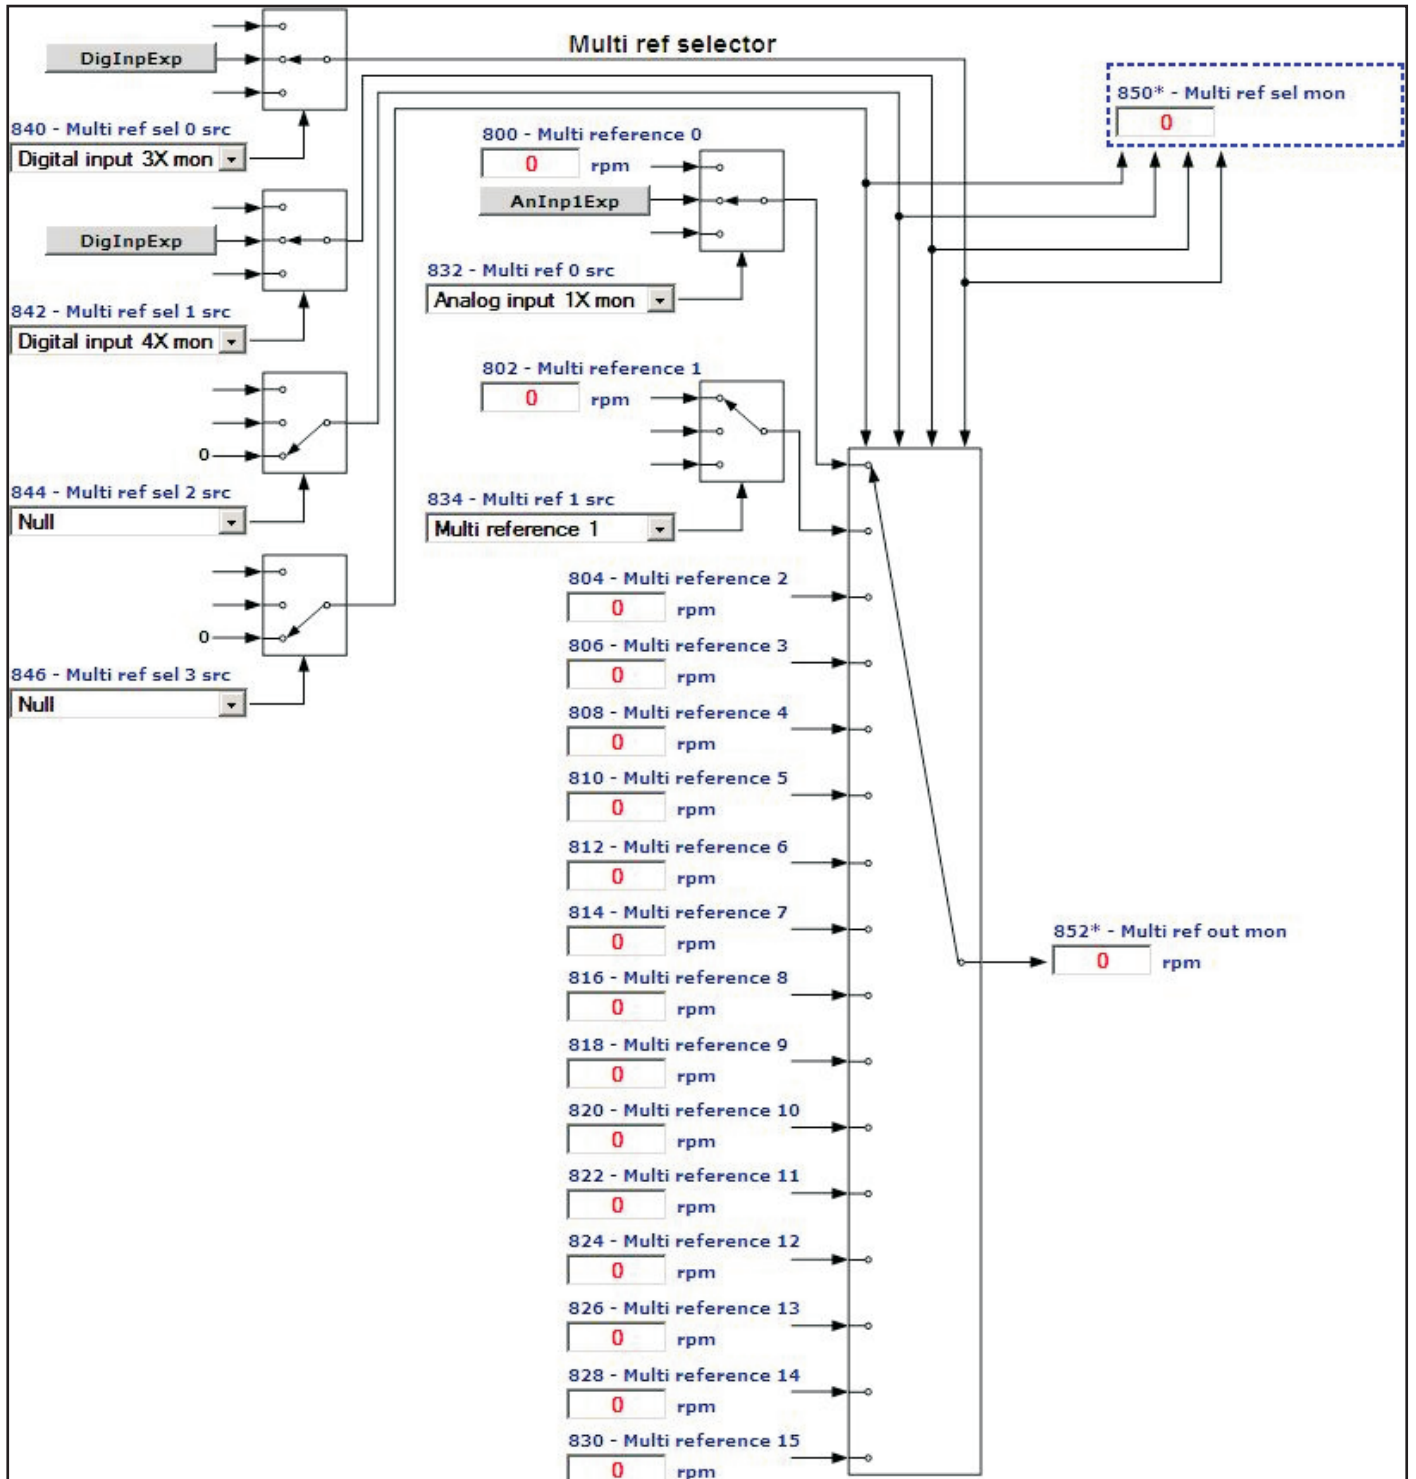 Multi ref selector
DigInpExp
840 - Multi ref sel 0 src
Digital input 3X mon
DigInpExp
842 - Multi ref sel 1 src
Digital input 4X mon
0
844 - Multi ref sel 2 src
Null
0
846 - Multi ref sel 3 src
Null
800 - Multi reference 0
0 rpm
AnInp1Exp
832 - Multi ref 0 src
Analog input 1X mon
802 - Multi reference 1
0 rpm
834 - Multi ref 1 src
Multi reference 1
804 - Multi reference 2
0 rpm
806 - Multi reference 3
0 rpm
808 - Multi reference 4
0 rpm
810 - Multi reference 5
0 rpm
812 - Multi reference 6
0 rpm
814 - Multi reference 7
0 rpm
816 - Multi reference 8
0 rpm
818 - Multi reference 9
0 rpm
820 - Multi reference 10
0 rpm
822 - Multi reference 11
0 rpm
824 - Multi reference 12
0 rpm
826 - Multi reference 13
0 rpm
828 - Multi reference 14
0 rpm
830 - Multi reference 15
0 rpm
850* - Multi ref sel mon
0
852* - Multi ref out mon
0 rpm